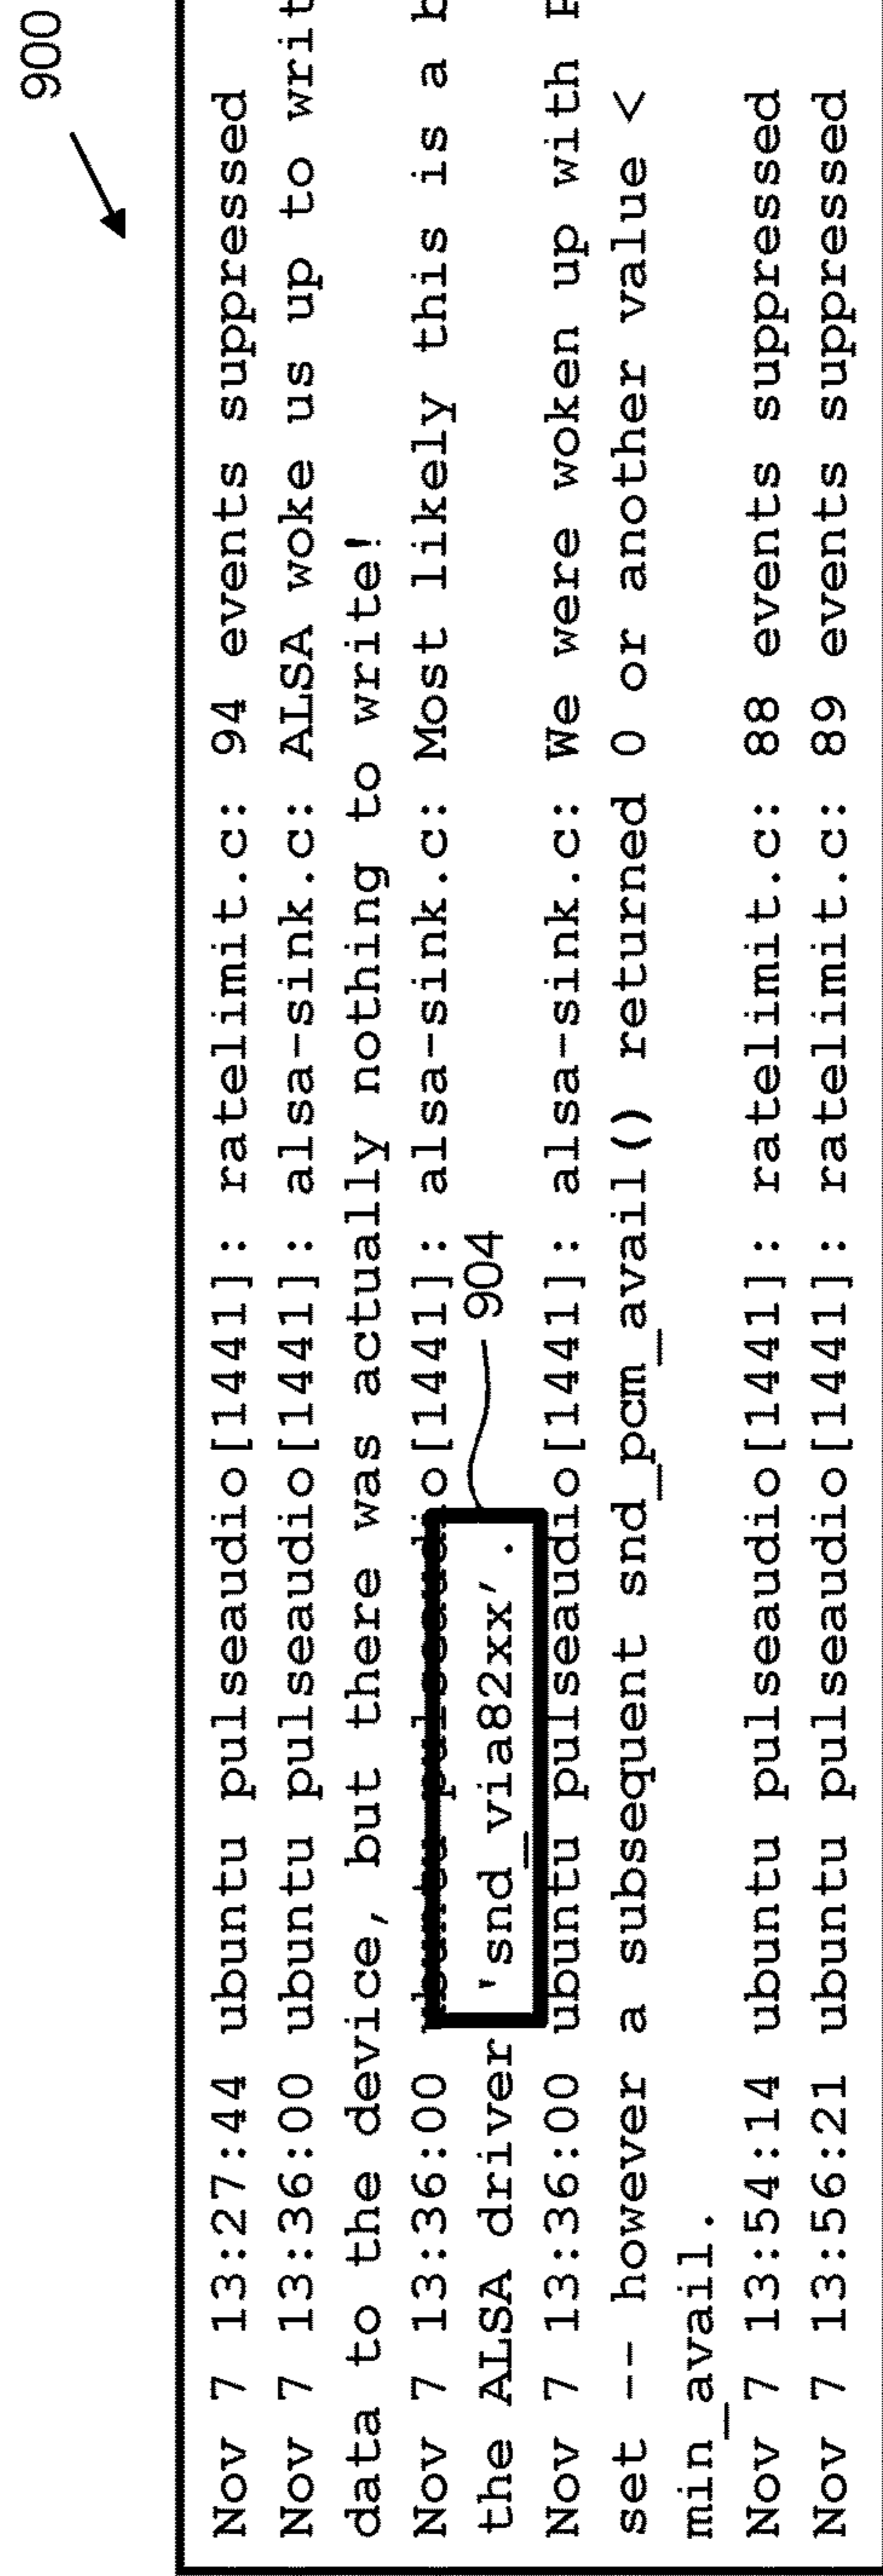 900
Nov 7 13:27:44 ubuntu pulseaudio[1441]: ratelimit.c: 94 events suppressed
Nov 7 13:36:00 ubuntu pulseaudio[1441]: alsa-sink.c: ALSA woke us up to writ
data to the device, but there was actually nothing to write!
Nov 7 13:36:00 ubuntu pulseaudio[1441]: alsa-sink.c: Most likely this is a b
the ALSA driver 'snd_via82xx'. 904
Nov 7 13:36:00 ubuntu pulseaudio[1441]: alsa-sink.c: We were woken up with P
set -- however a subsequent snd_pcm_avail() returned 0 or another value <
min_avail.
Nov 7 13:54:14 ubuntu pulseaudio[1441]: ratelimit.c: 88 events suppressed
Nov 7 13:56:21 ubuntu pulseaudio[1441]: ratelimit.c: 89 events suppressed